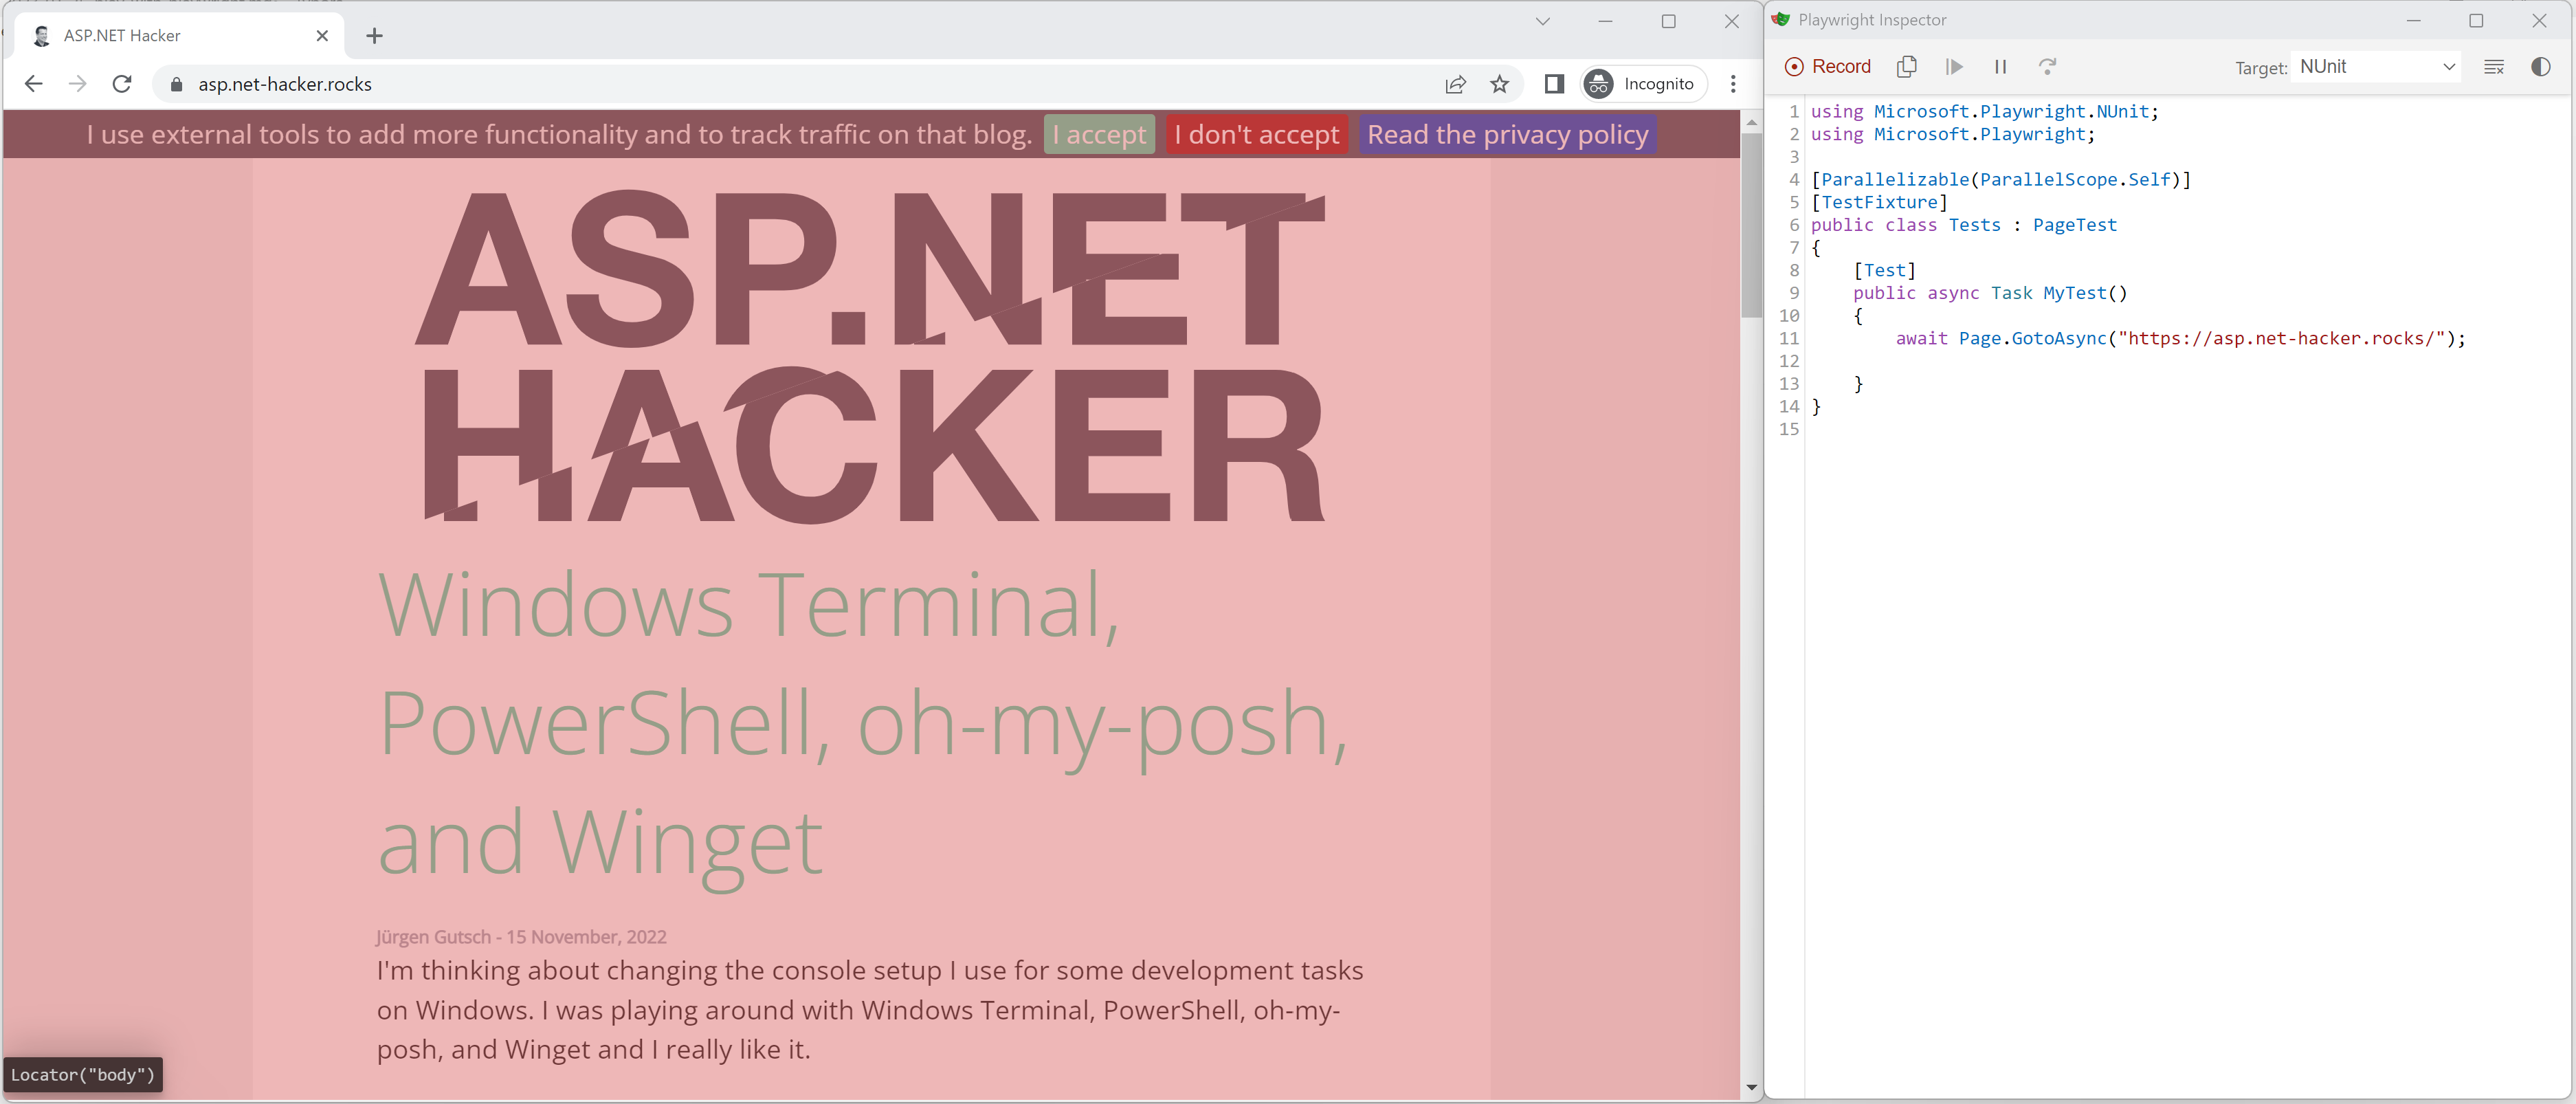 ASP.NET Hacker
asp.net-hacker.rocks
Incognito
I use external tools to add more functionality and to track traffic on that blog. I accept I don't accept Read the privacy policy
ASP.NET
HACKER
Windows Terminal,
PowerShell, oh-my-posh,
and Winget
Jürgen Gutsch - 15 November, 2022
I'm thinking about changing the console setup I use for some development tasks
on Windows. I was playing around with Windows Terminal, PowerShell, oh-my-
posh, and Winget and I really like it.
Locator("body")
Playwright Inspector
Record
Target: NUnit
1 using Microsoft.Playwright.NUnit;
2 using Microsoft.Playwright;
3
4 [Parallelizable(ParallelScope.Self)]
5 [TestFixture]
6 public class Tests : PageTest
7 {
8     [Test]
9     public async Task MyTest()
10     {
11         await Page.GotoAsync("https://asp.net-hacker.rocks/");
12
13     }
14 }
15